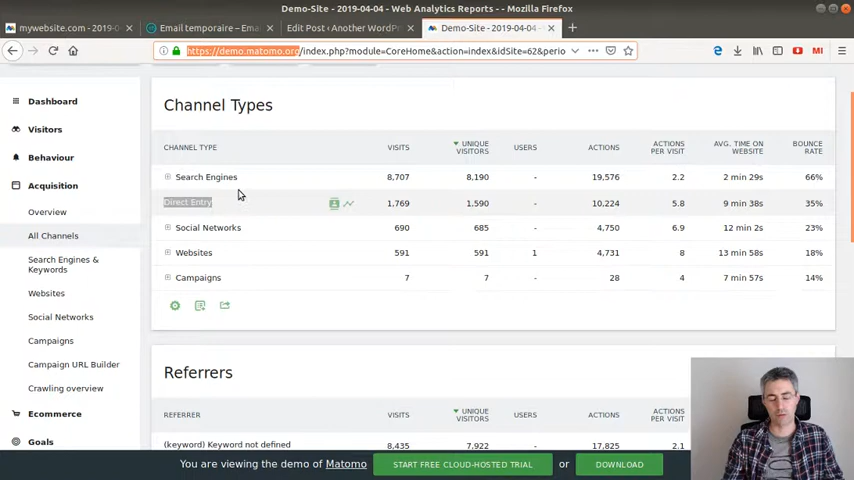 Demo-Site - 2019-04-04 - Web Analytics Reports - - Mozilla Firefox
mywebsite.com - 2019-0
Email temporaire – Em
Edit Post ‹ Another WordPr
Demo-Site - 2019-04-04 -
https://demo.matomo.org/index.php?module=CoreHome&action=index&idSite=62&perio
Dashboard
Visitors
Behaviour
Acquisition
Overview
All Channels
Search Engines &
Keywords
Websites
Social Networks
Campaigns
Campaign URL Builder
Crawling overview
Ecommerce
Goals
Channel Types
CHANNEL TYPE VISITS UNIQUE VISITORS USERS ACTIONS ACTIONS PER VISIT AVG. TIME ON WEBSITE BOUNCE RATE
Search Engines 8,707 8,190 - 19,576 2.2 2 min 29s 66%
Direct Entry 1,769 1,590 - 10,224 5.8 9 min 38s 35%
Social Networks 690 685 - 4,750 6.9 12 min 2s 23%
Websites 591 591 1 4,731 8 13 min 58s 18%
Campaigns 7 7 - 28 4 7 min 57s 14%
Referrers
REFERRER VISITS UNIQUE VISITORS USERS ACTIONS ACTIONS PER VISIT
(keyword) Keyword not defined 8,435 7,922 - 17,825 2.1
You are viewing the demo of Matomo START FREE CLOUD-HOSTED TRIAL or DOWNLOAD